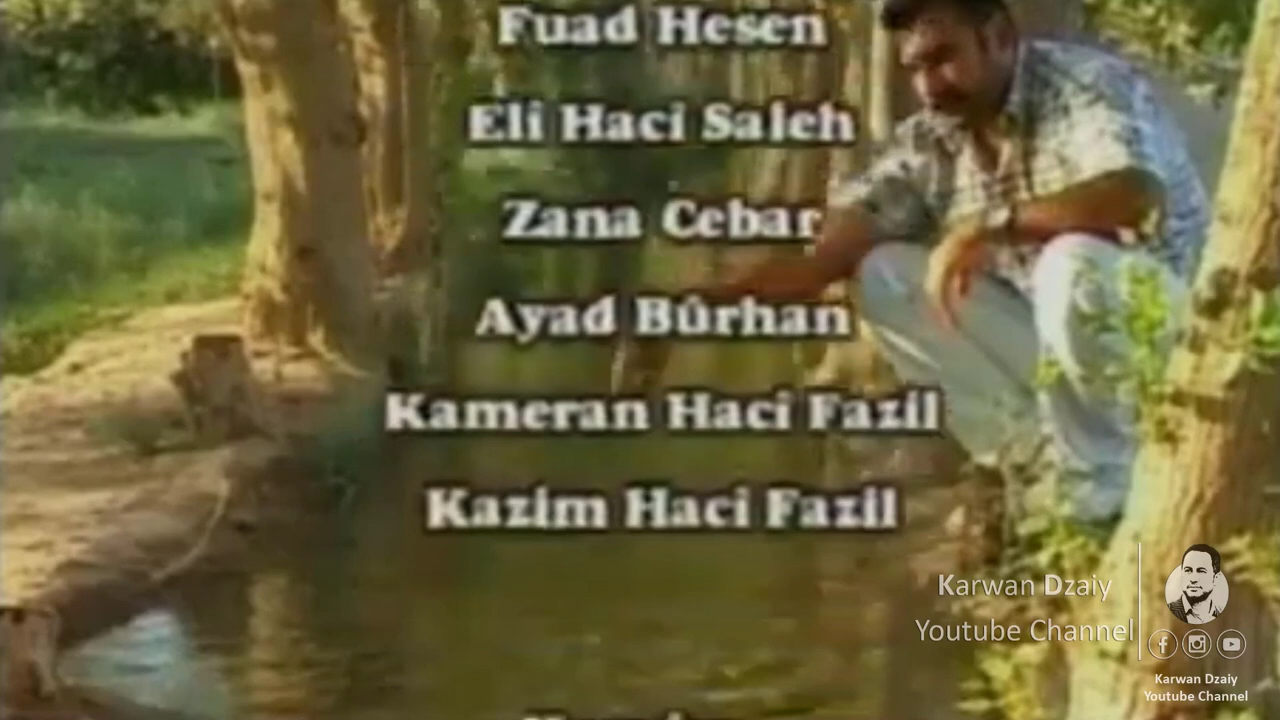 Fuad Hesen
Eli Haci Saleh
Zana Cebar
Ayad Bûrhan
Kameran Haci Fazil
Kazim Haci Fazil
Karwan Dzaiy
Youtube Channel
Karwan Dzaiy
Youtube Channel